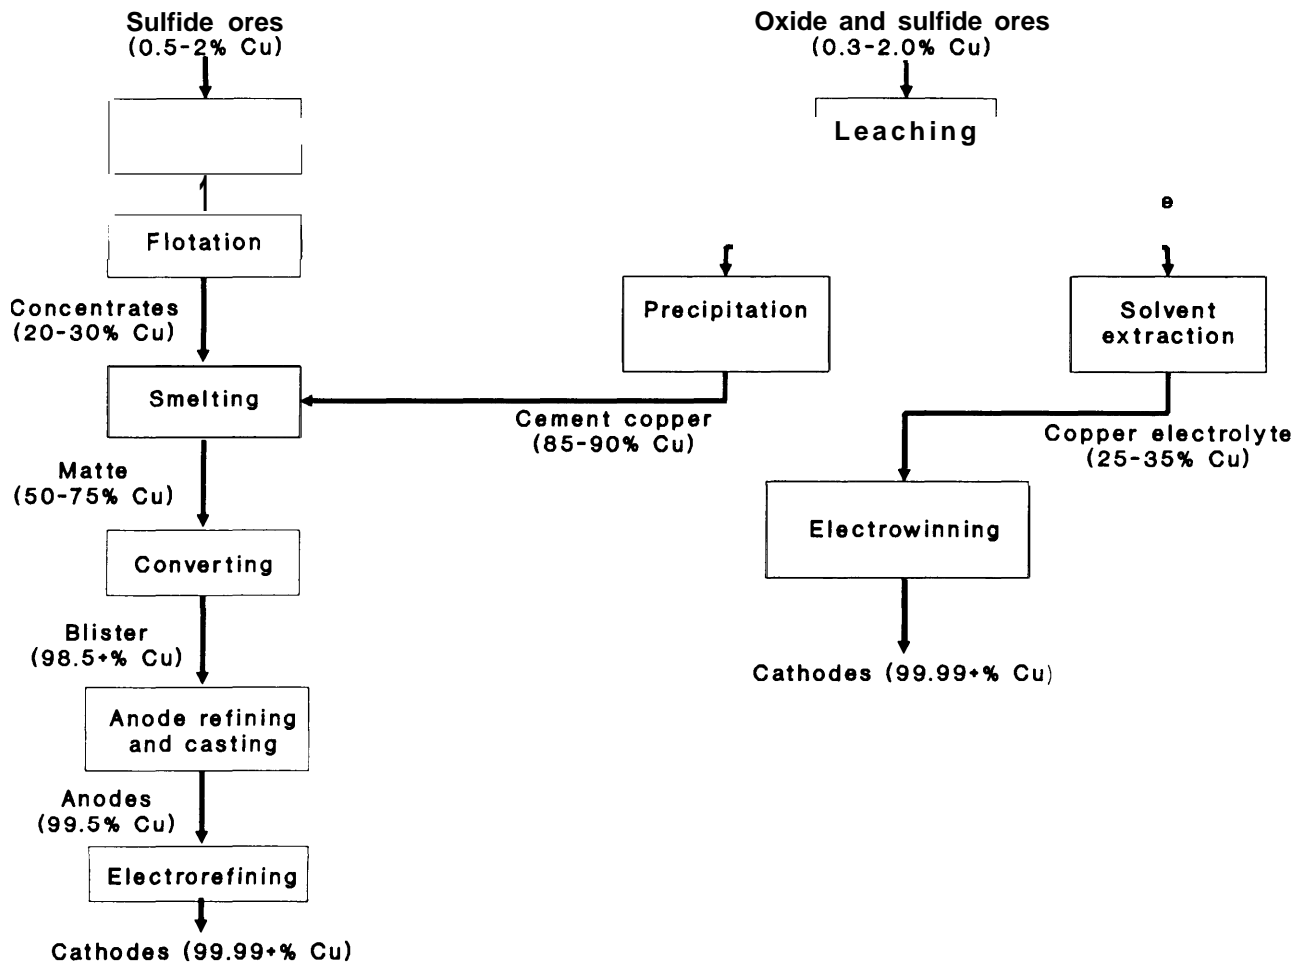 Sulfide ores
(0.5-2% Cu)
Oxide and sulfide ores
(0.3-2.0% Cu)
Leaching
e
Flotation
Concentrates
(20-30% Cu)
Precipitation
Solvent
extraction
Smelting
Cement copper
(85-90% Cu)
Copper electrolyte
(25-35% Cu)
Matte
(50-75% Cu)
Electrowinning
Converting
Blister
(98.5+% Cu)
Cathodes (99.99+% Cu)
Anode refining
and casting
Anodes
(99.5% Cu)
Electrorefining
Cathodes (99.99+% Cu)